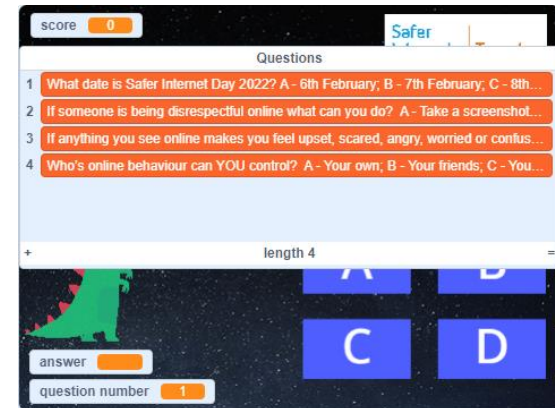 score 0
Safer
Questions
1 What date is Safer Internet Day 2022? A - 6th February; B - 7th February; C - 8th...
2 If someone is being disrespectful online what can you do? A - Take a screenshot...
3 If anything you see online makes you feel upset, scared, angry, worried or confus...
4 Who's online behaviour can YOU control? A - Your own; B - Your friends; C - You...
+ length 4 =
C D
answer
question number 1